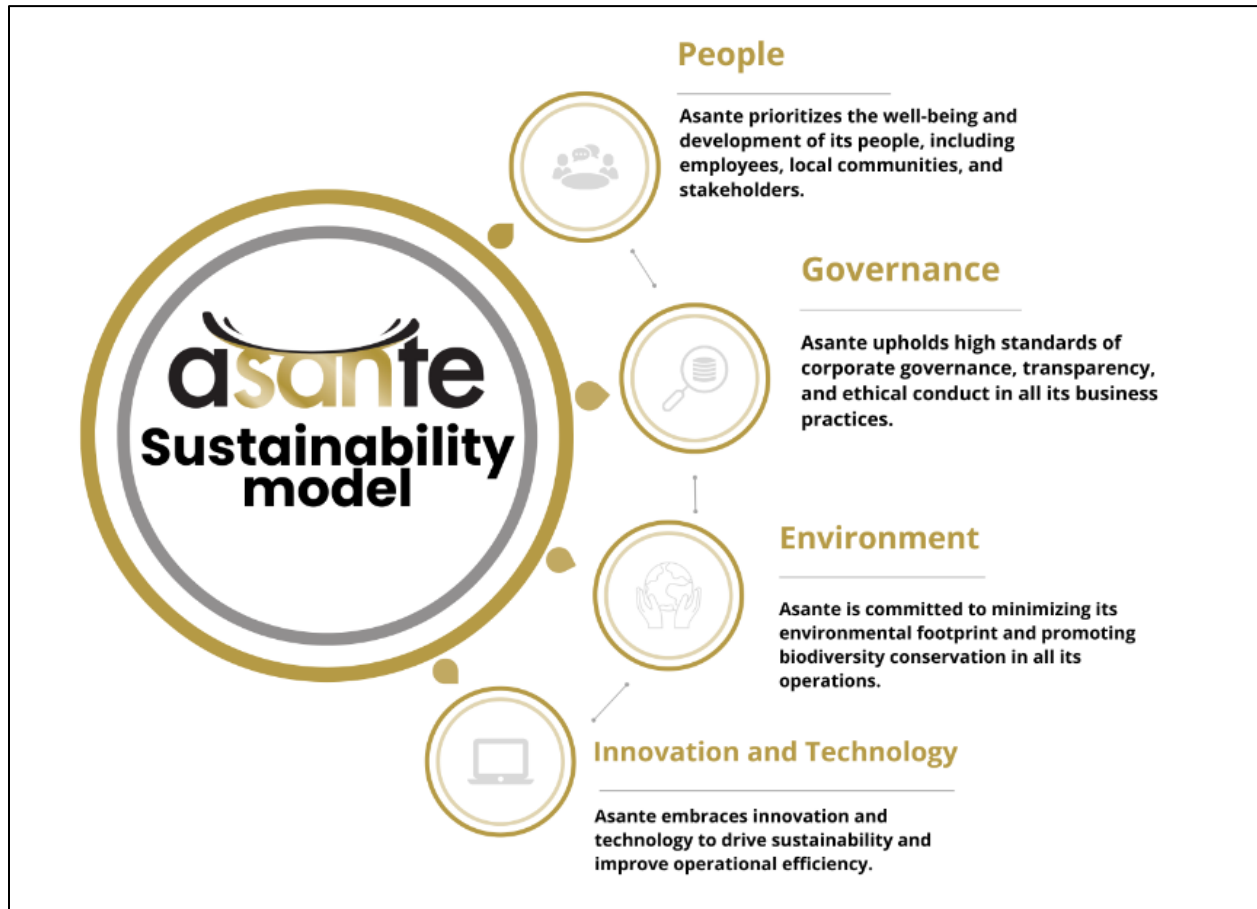 asante
Sustainability
model
People
Asante prioritizes the well-being and
development of its people, including
employees, local communities, and
stakeholders.
Governance
Asante upholds high standards of
corporate governance, transparency,
and ethical conduct in all its business
practices.
Environment
Asante is committed to minimizing its
environmental footprint and promoting
biodiversity conservation in all its
operations.
Innovation and Technology
Asante embraces innovation and
technology to drive sustainability and
improve operational efficiency.